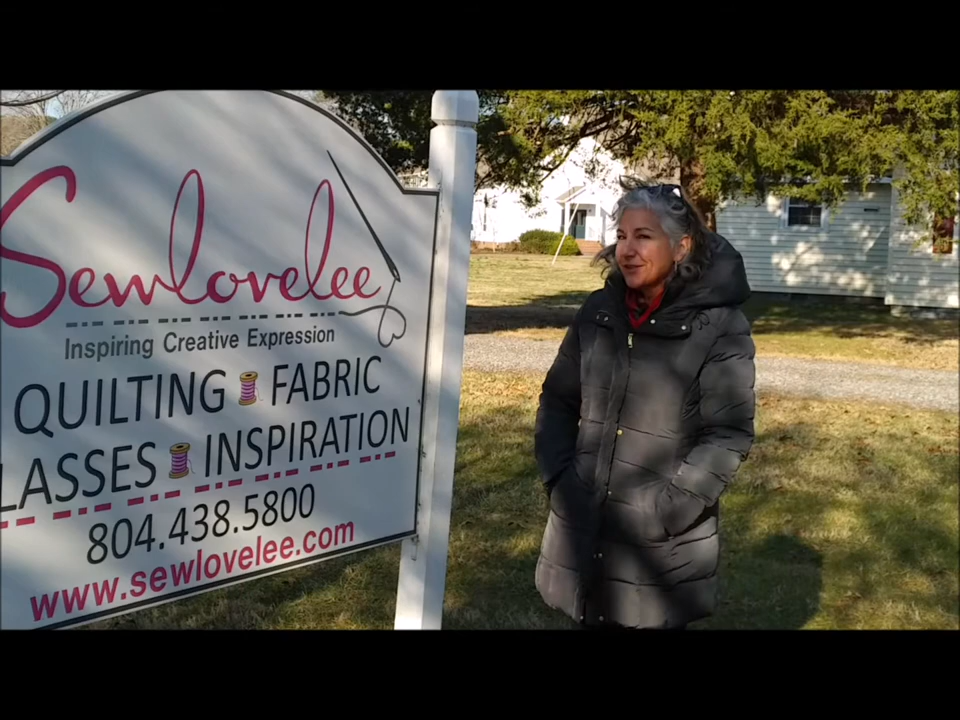 Sewlovelee
Inspiring Creative Expression
QUILTING FABRIC
LASSES INSPIRATION
804.438.5800
www.sewlovelee.com